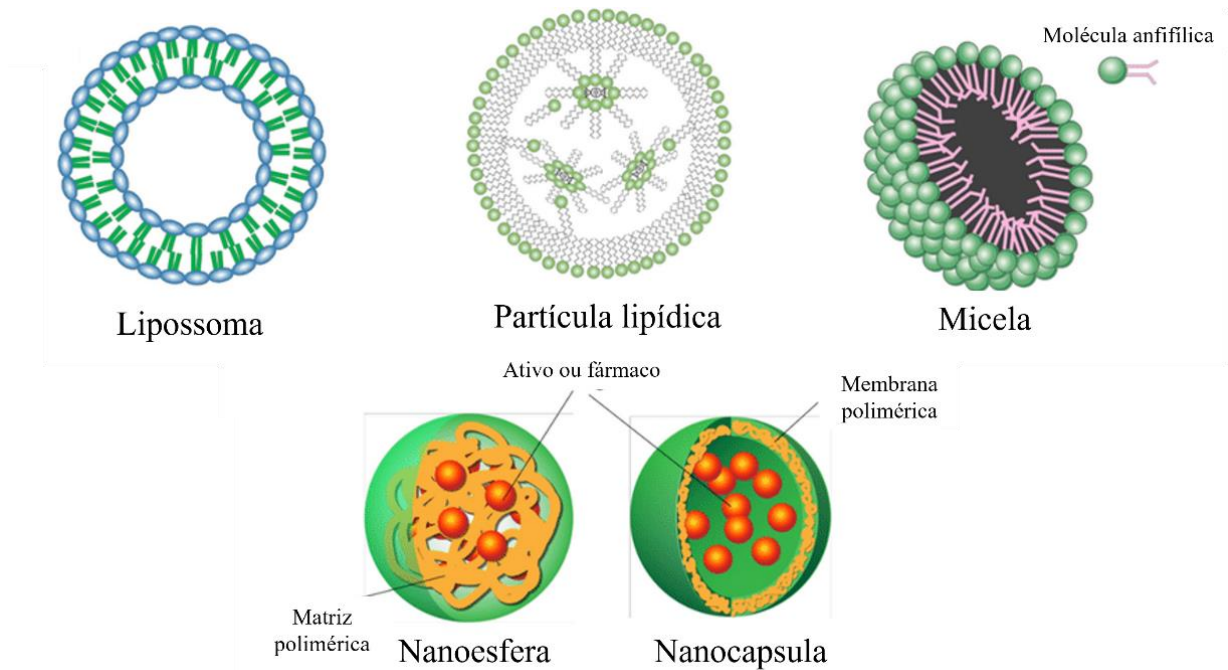 Molécula anfifílica
Lipossoma
Partícula lipídica
Micela
Ativo ou fármaco
Membrana
polimérica
Matriz
polimérica
Nanoesfera
Nanocapsula